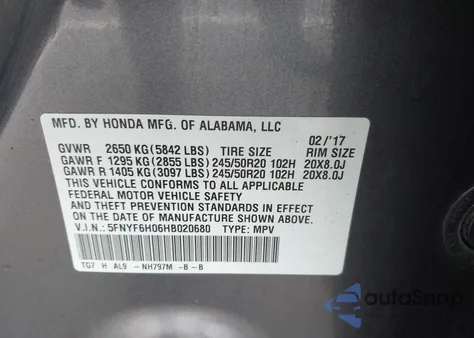 MFD. BY HONDA MFG. OF ALABAMA, LLC
02/'17
GVWR 2650 KG (5842 LBS) TIRE SIZE RIM SIZE
GAWR F 1295 KG (2855 LBS) 245/50R20 102H 20X8.0J
GAWR R 1405 KG (3097 LBS) 245/50R20 102H 20X8.0J
THIS VEHICLE CONFORMS TO ALL APPLICABLE
FEDERAL MOTOR VEHICLE SAFETY
AND THEFT PREVENTION STANDARDS IN EFFECT ON
THE DATE OF MANUFACTURE SHOWN ABOVE.
V.I.N.: 5FNYF6H06HB020680 TYPE: MPV
TG7 H AL9 -NH797M -B -B
autoSnap